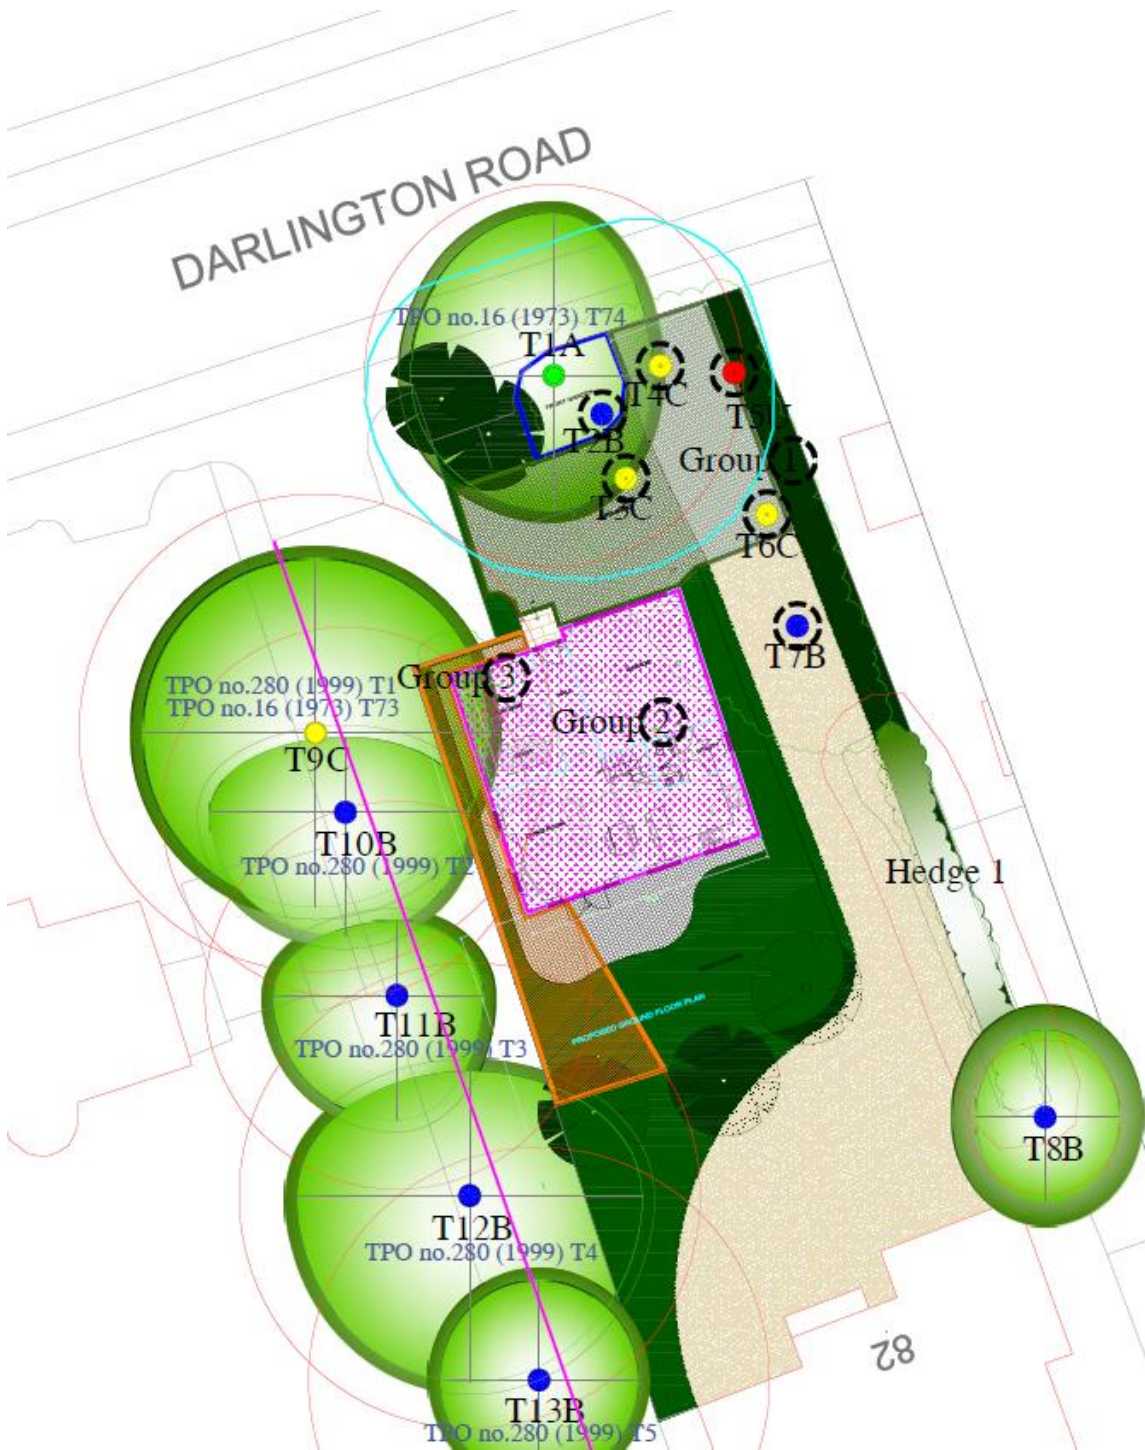 DARLINGTON ROAD
TPO no.16 (1973) T74
T1A
T4C
T2B
T5U
Group 1
T3C
T6C
T7B
Group 3
TPO no.280 (1999) T1
TPO no.16 (1973) T73
Group 2
T9C
T10B
TPO no.280 (1999) T2
Hedge 1
PROPOSED GROUND FLOOR PLAN
T11B
TPO no.280 (1999) T3
T8B
T12B
TPO no.280 (1999) T4
82
T13B
TPO no.280 (1999) T5